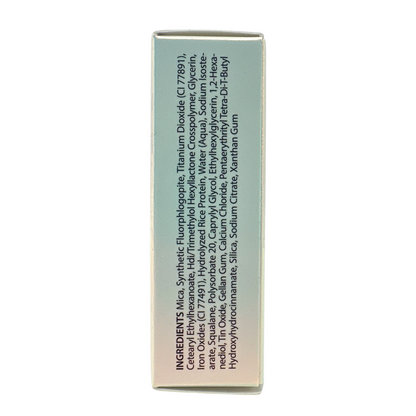 INGREDIENTS Mica, Synthetic Fluorphlogopite, Titanium Dioxide (CI 77891),
Cetearyl Ethylhexanoate, Hdi/Trimethylol Hexyllactone Crosspolymer, Glycerin,
Iron Oxides (CI 77491), Hydrolyzed Rice Protein, Water (Aqua), Sodium Isoste-
arate, Squalane, Polysorbate 20, Caprylyl Glycol, Ethylhexylglycerin, 1,2-Hexa-
nediol, Tin Oxide, Gellan Gum, Calcium Chloride, Pentaerythrityl Tetra-Di-T-Butyl
Hydroxyhydrocinnamate, Silica, Sodium Citrate, Xanthan Gum